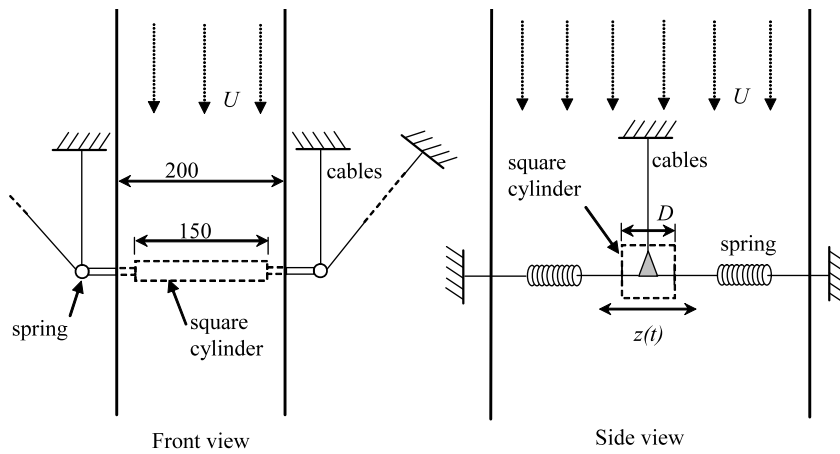 U
200
cables
150
spring
square
cylinder
Front view
U
cables
square
cylinder
D
spring
z(t)
Side view